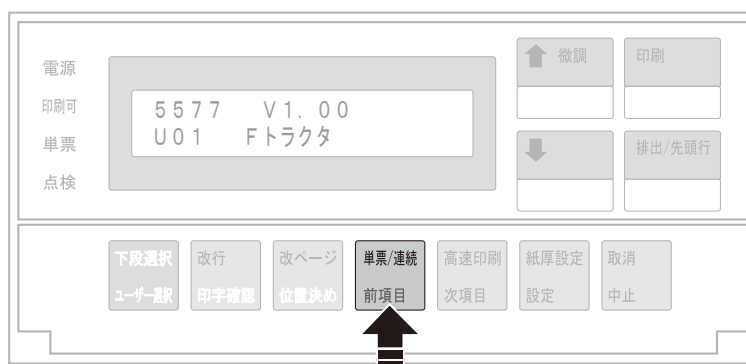 電源
印刷可
単票
点検
5577 V1.00
U01 Fトラクタ
微調
印刷
排出/先頭行
下段選択
ユーザー選択
改行
印字確認
改ページ
位置決め
単票/連続
前項目
高速印刷
次項目
紙厚設定
設定
取消
中止